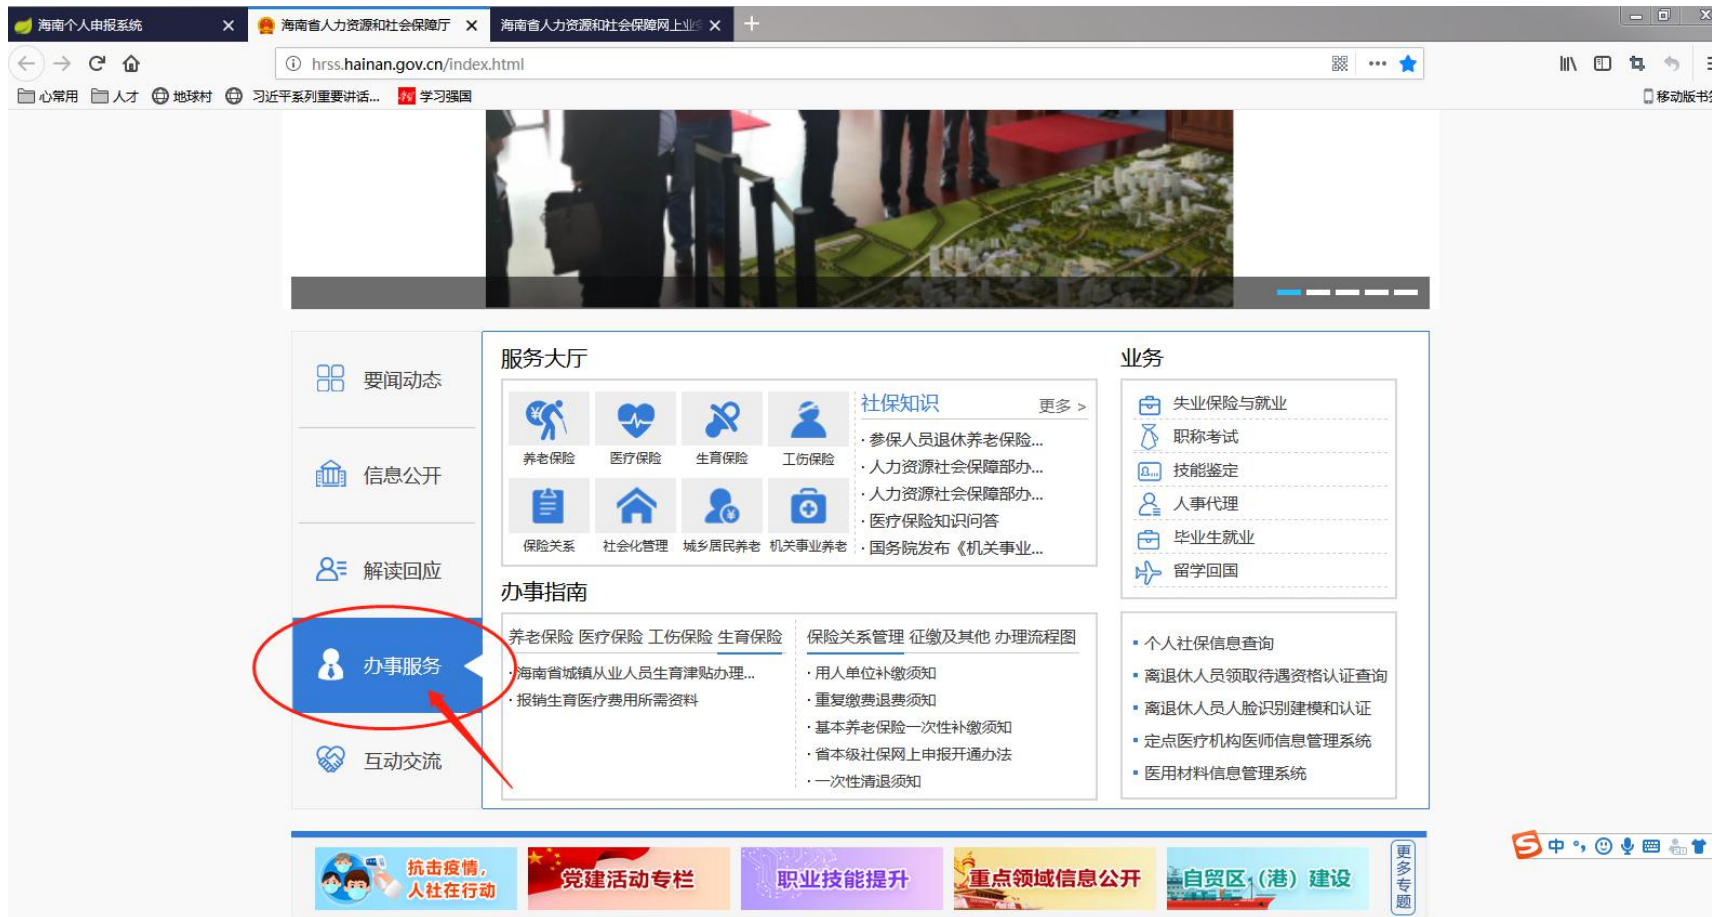 海南个人申报系统
海南省人力资源和社会保障厅
海南省人力资源和社会保障网上业
hrss.hainan.gov.cn/index.html
心常用
人才
地球村
习近平系列重要讲话...
学习强国
移动版书
要闻动态
信息公开
解读回应
办事服务
互动交流
服务大厅
养老保险
医疗保险
生育保险
工伤保险
保险关系
社会化管理
城乡居民养老
机关事业养老
社保知识
更多 >
· 参保人员退休养老保险...
· 人力资源社会保障部办...
· 人力资源社会保障部办...
· 医疗保险知识问答
· 国务院发布《机关事业...
办事指南
养老保险 医疗保险 工伤保险 生育保险
· 海南省城镇从业人员生育津贴办理...
· 报销生育医疗费用所需资料
保险关系管理 征缴及其他 办理流程图
· 用人单位补缴须知
· 重复缴费退费须知
· 基本养老保险一次性补缴须知
· 省本级社保网上申报开通办法
· 一次性清退须知
业务
失业保险与就业
职称考试
技能鉴定
人事代理
毕业生就业
留学回国
个人社保信息查询
离退休人员领取待遇资格认证查询
离退休人员人脸识别建模和认证
定点医疗机构医师信息管理系统
医用材料信息管理系统
抗击疫情,
人社在行动
党建活动专栏
职业技能提升
重点领域信息公开
自贸区(港)建设
更多专题
中